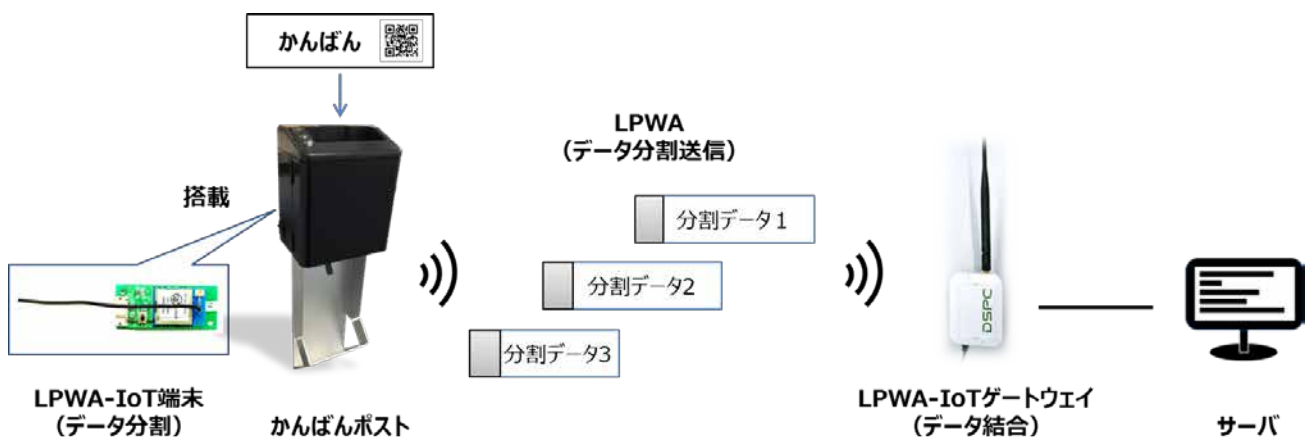 かんばん
LPWA
（データ分割送信）
搭載
分割データ1
分割データ2
分割データ3
DSPC
LPWA-IoT端末
（データ分割）
かんばんポスト
LPWA-IoTゲートウェイ
（データ結合）
サーバ